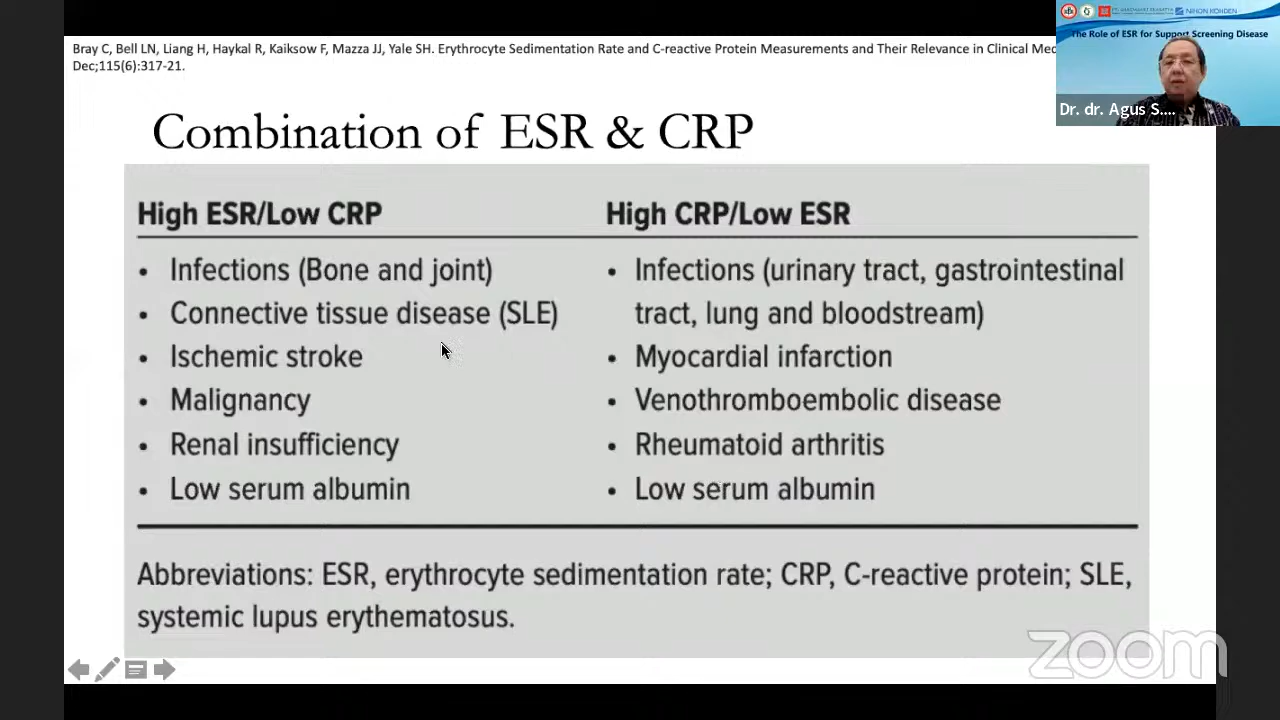 Bray C, Bell LN, Liang H, Haykal R, Kaiksow F, Mazza JJ, Yale SH. Erythrocyte Sedimentation Rate and C-reactive Protein Measurements and Their Relevance in Clinical Med
Dec;115(6):317-21.
NIHON KOHDEN
The Role of ESR for Support Screening Disease
Dr. dr. Agus S....
Combination of ESR & CRP
High ESR/Low CRP
• Infections (Bone and joint)
• Connective tissue disease (SLE)
• Ischemic stroke
• Malignancy
• Renal insufficiency
• Low serum albumin
High CRP/Low ESR
• Infections (urinary tract, gastrointestinal
tract, lung and bloodstream)
• Myocardial infarction
• Venothromboembolic disease
• Rheumatoid arthritis
• Low serum albumin
Abbreviations: ESR, erythrocyte sedimentation rate; CRP, C-reactive protein; SLE,
systemic lupus erythematosus.
zoom